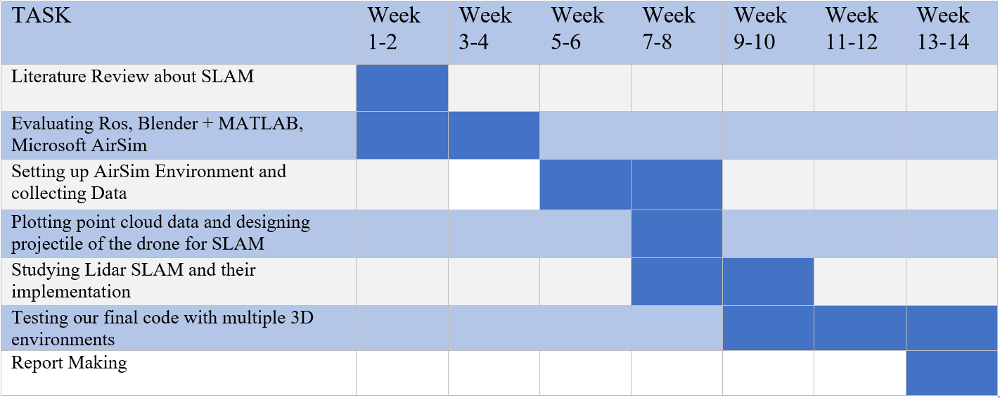 TASK
Week 1-2
Week 3-4
Week 5-6
Week 7-8
Week 9-10
Week 11-12
Week 13-14
Literature Review about SLAM
Evaluating Ros, Blender + MATLAB,
Microsoft AirSim
Setting up AirSim Environment and
collecting Data
Plotting point cloud data and designing
projectile of the drone for SLAM
Studying Lidar SLAM and their
implementation
Testing our final code with multiple 3D
environments
Report Making